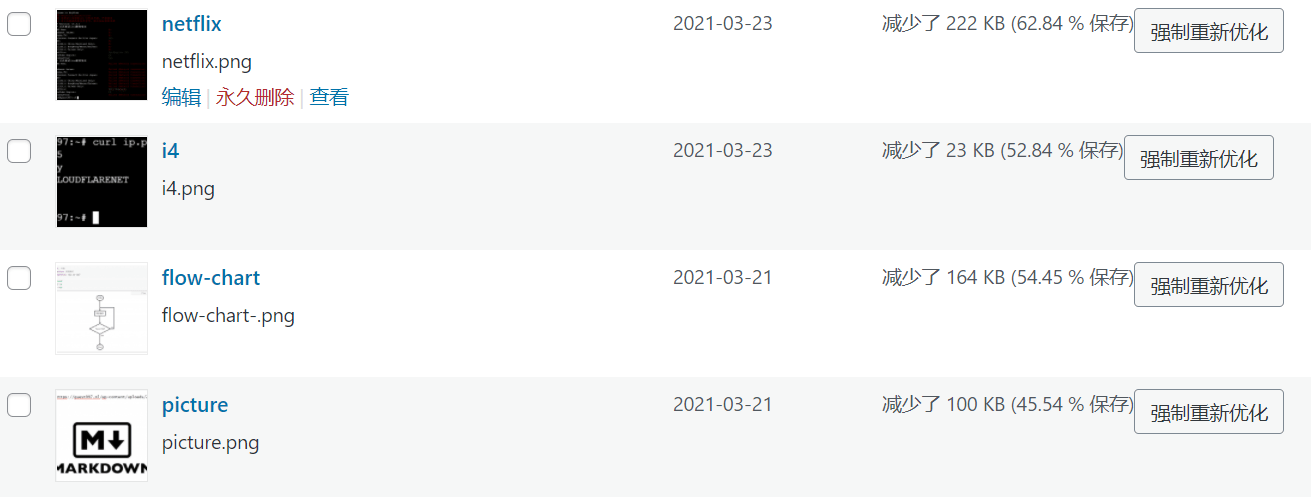 netflix
2021-03-23
减少了 222 KB (62.84 % 保存)
强制重新优化
netflix.png
编辑 | 永久删除 | 查看
97:~# curl ip.p
5
y
LOUDFLARENET
97:~#
i4
2021-03-23
减少了 23 KB (52.84 % 保存)
强制重新优化
i4.png
flow-chart
2021-03-21
减少了 164 KB (54.45 % 保存)
强制重新优化
flow-chart-.png
M
MARKDOWN
picture
2021-03-21
减少了 100 KB (45.54 % 保存)
强制重新优化
picture.png